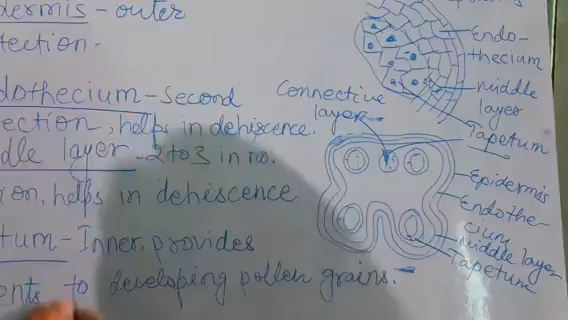 dermis - outer
tection.
dothecium - Second
ection, helps in dehiscence.
ddle layer - 2 to 3 in no.
ion, helps in dehiscence
tum - Inner, provides
ents to developing pollen grains.
Endo-
thecium
middle
layer
Tapetum
Connective
layer
Epidermis
Endothe-
cium
Middle layer
Tapetum